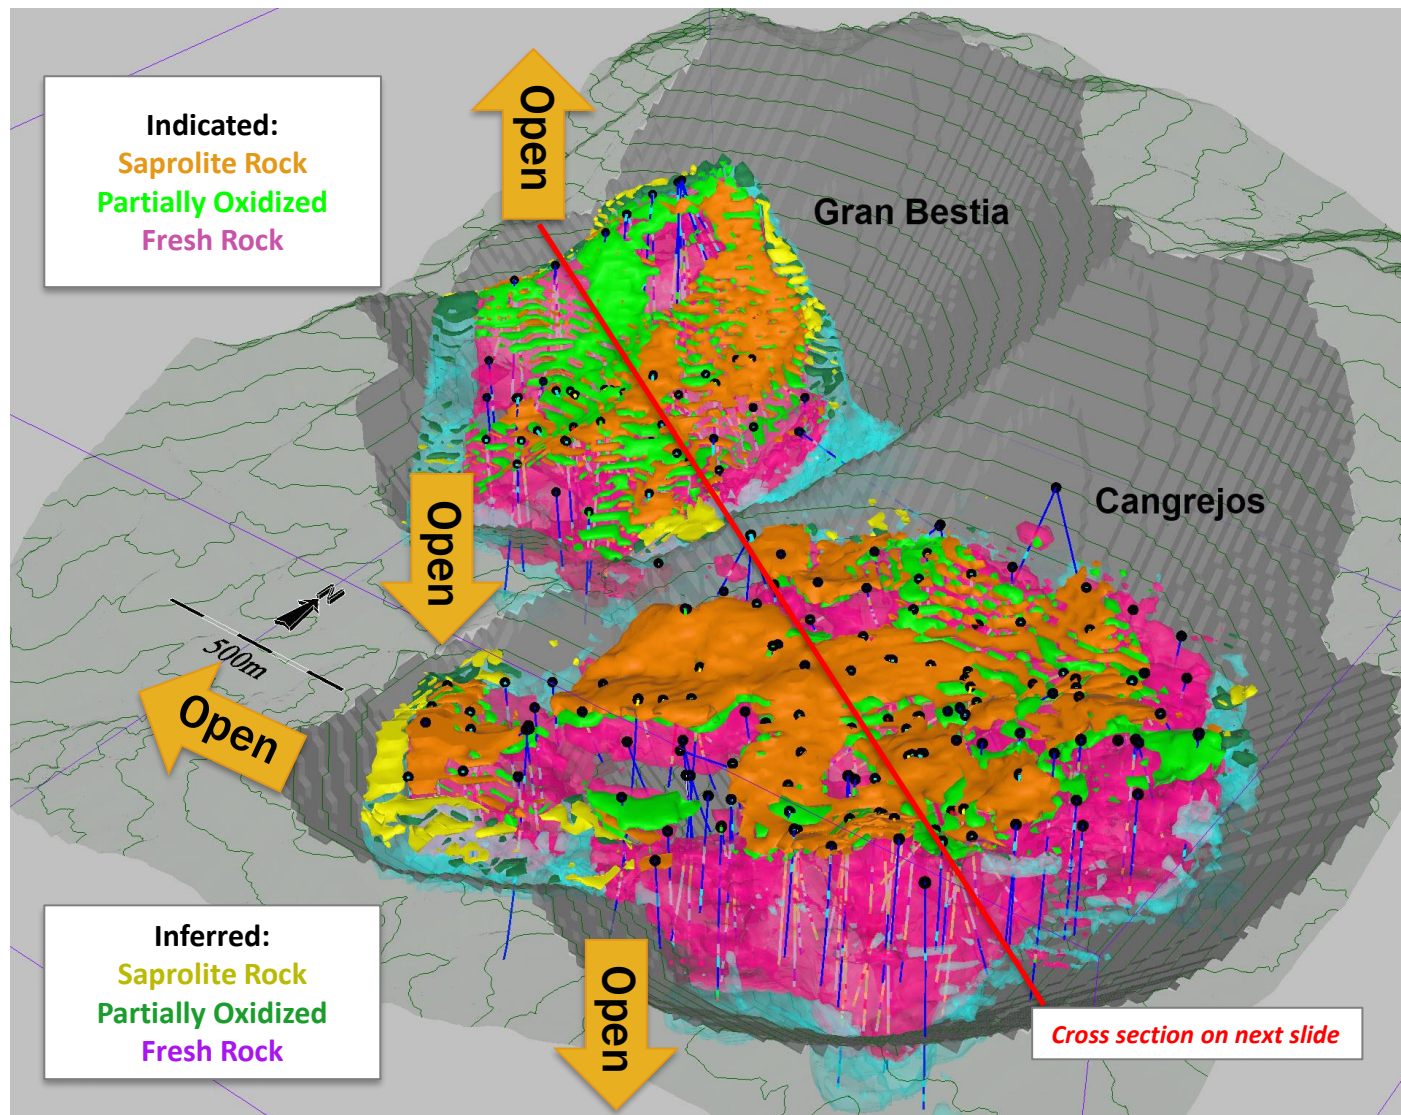 Indicated:
Saprolite Rock
Partially Oxidized
Fresh Rock
Open
Gran Bestia
Cangrejos
Open
N
500m
Open
Inferred:
Saprolite Rock
Partially Oxidized
Fresh Rock
Open
Cross section on next slide